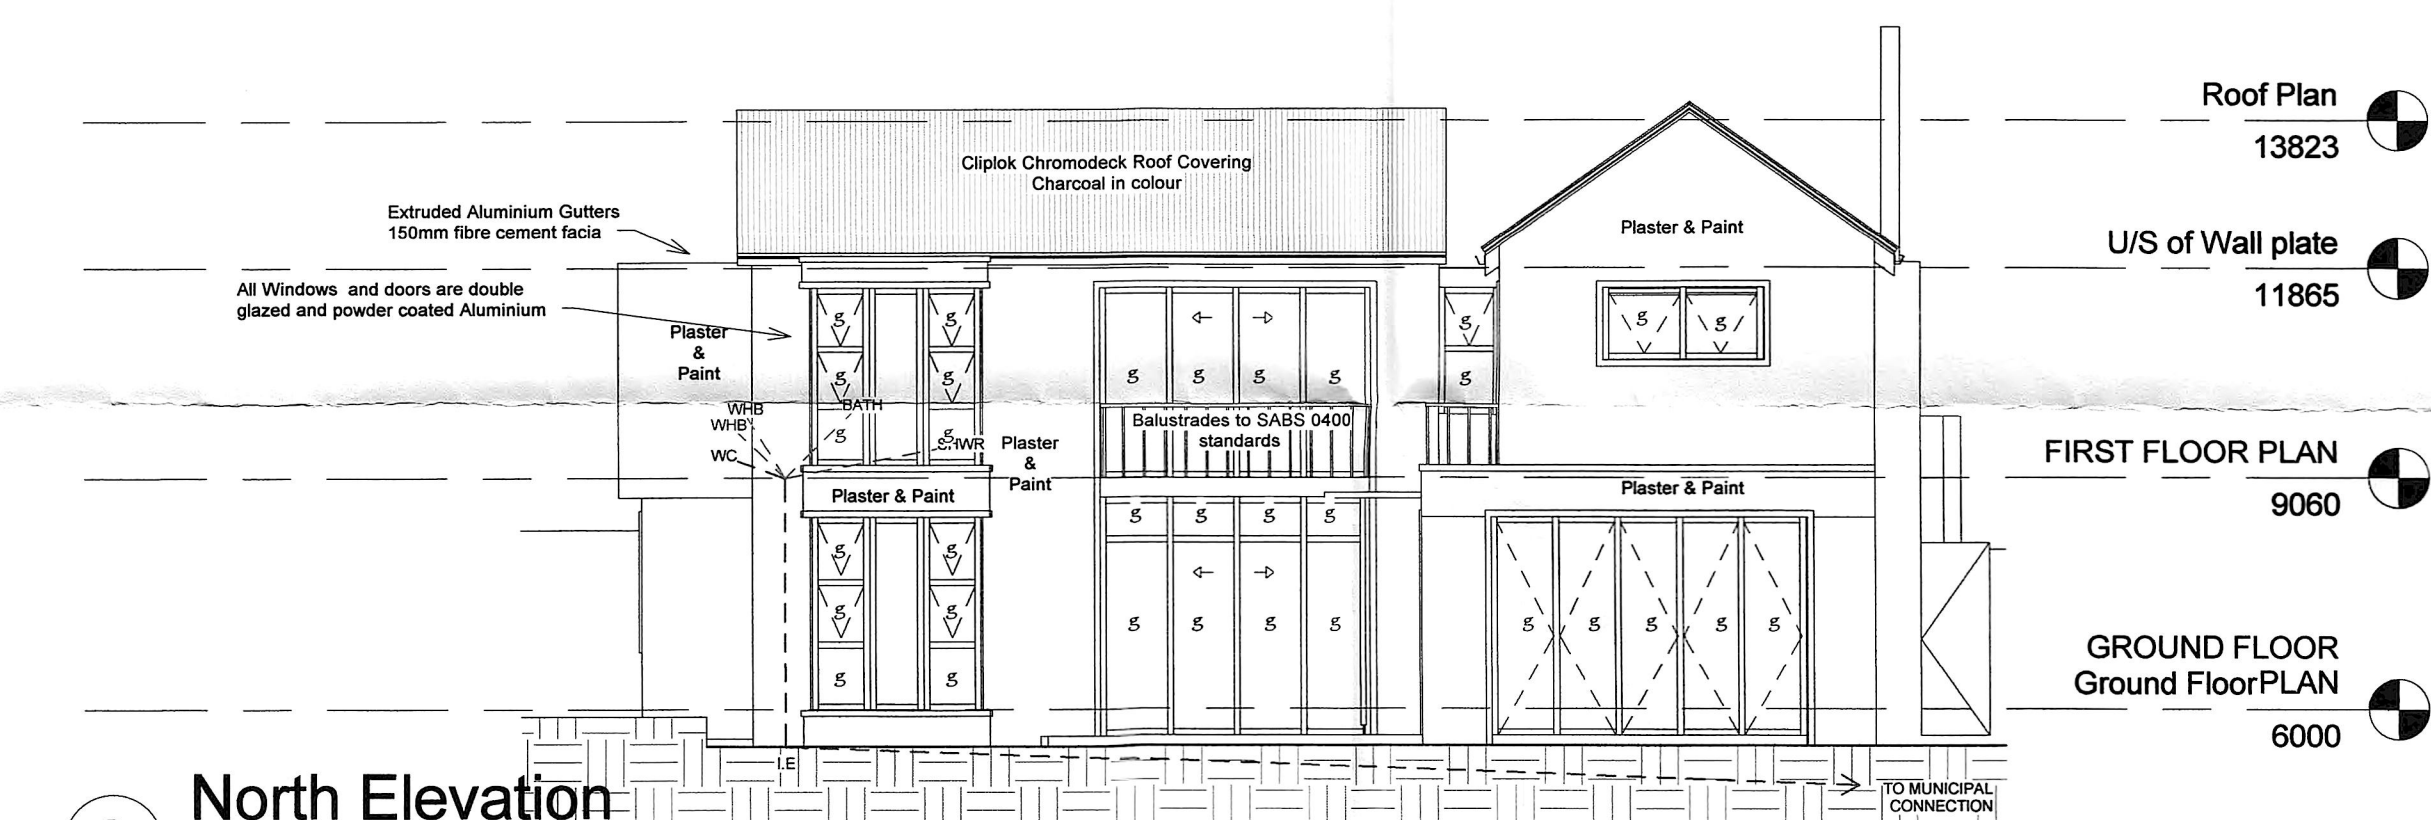 Roof Plan
13823
Cliplok Chromodeck Roof Covering
Charcoal in colour
Extruded Aluminium Gutters
150mm fibre cement facia
Plaster & Paint
U/S of Wall plate
11865
All Windows and doors are double
glazed and powder coated Aluminium
Plaster
&
Paint
g g
g g
g g
g g g g
g
g
g g
WHB
WHB
WC
BATH
SHWR
Plaster
&
Paint
Balustrades to SABS 0400
standards
FIRST FLOOR PLAN
9060
Plaster & Paint
Plaster & Paint
g g g g
g g
g g
g g
g g g g
g g g g g
GROUND FLOOR
Ground FloorPLAN
6000
I.E
TO MUNICIPAL
CONNECTION
North Elevation